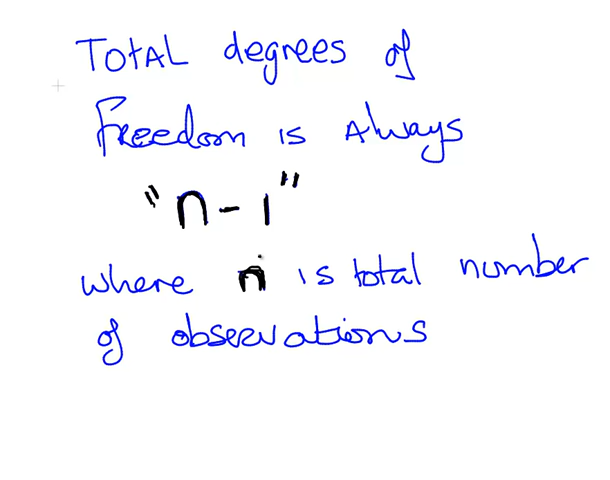 Total degrees of
Freedom is Always
"n-1"
where n is total number
of observations